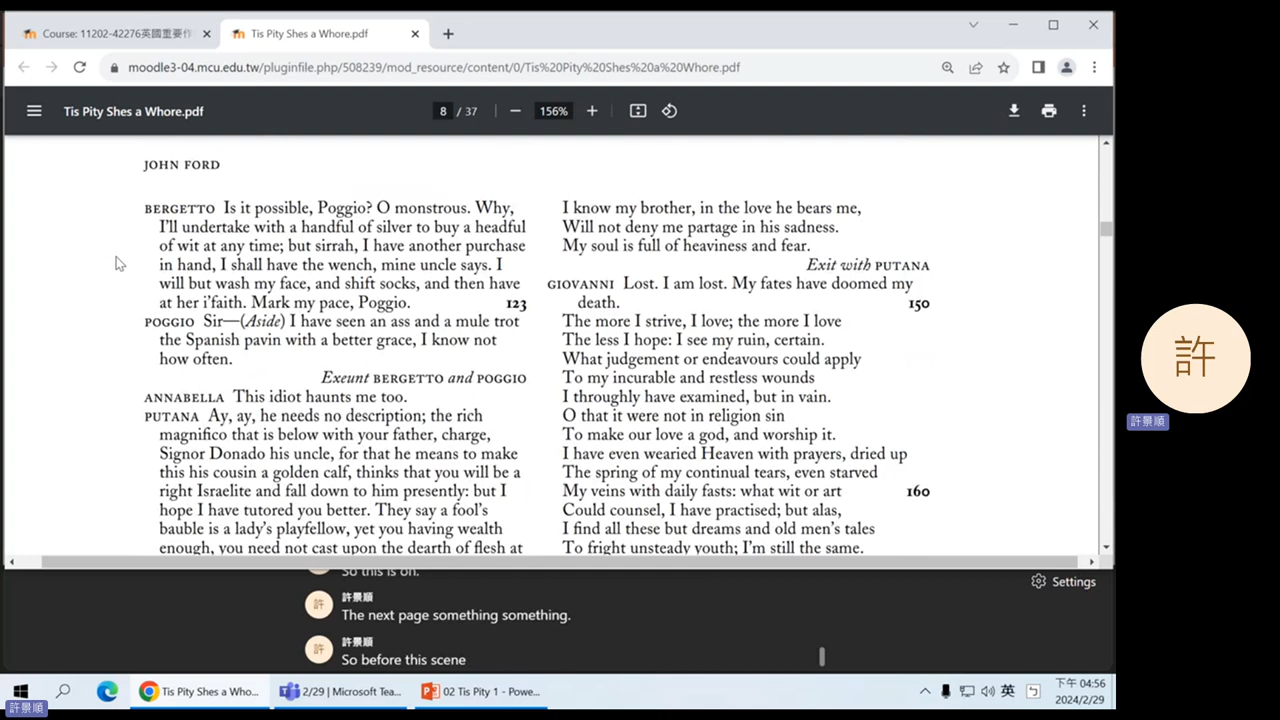 Course: 11202-42276英國重要作
Tis Pity Shes a Whore.pdf
moodle3-04.mcu.edu.tw/pluginfile.php/508239/mod_resource/content/0/Tis%20Pity%20Shes%20a%20Whore.pdf
Tis Pity Shes a Whore.pdf
8 / 37
156%
JOHN FORD
BERGETTO Is it possible, Poggio? O monstrous. Why,
I'll undertake with a handful of silver to buy a headful
of wit at any time; but sirrah, I have another purchase
in hand, I shall have the wench, mine uncle says. I
will but wash my face, and shift socks, and then have
at her i'faith. Mark my pace, Poggio. 123
POGGIO Sir—(Aside) I have seen an ass and a mule trot
the Spanish pavin with a better grace, I know not
how often.
Exeunt BERGETTO and POGGIO
ANNABELLA This idiot haunts me too.
PUTANA Ay, ay, he needs no description; the rich
magnifico that is below with your father, charge,
Signor Donado his uncle, for that he means to make
this his cousin a golden calf, thinks that you will be a
right Israelite and fall down to him presently: but I
hope I have tutored you better. They say a fool's
bauble is a lady's playfellow, yet you having wealth
enough, you need not cast upon the dearth of flesh at
I know my brother, in the love he bears me,
Will not deny me partage in his sadness.
My soul is full of heaviness and fear.
Exit with PUTANA
GIOVANNI Lost. I am lost. My fates have doomed my
death. 150
The more I strive, I love; the more I love
The less I hope: I see my ruin, certain.
What judgement or endeavours could apply
To my incurable and restless wounds
I throughly have examined, but in vain.
O that it were not in religion sin
To make our love a god, and worship it.
I have even wearied Heaven with prayers, dried up
The spring of my continual tears, even starved
My veins with daily fasts: what wit or art 160
Could counsel, I have practised; but alas,
I find all these but dreams and old men's tales
To fright unsteady youth; I'm still the same.
許
許景順
So this is on.
Settings
許
許景順
The next page something something.
許
許景順
So before this scene
Tis Pity Shes a Who...
2/29 | Microsoft Tea...
02 Tis Pity 1 - Powe...
英
下午 04:56
2024/2/29
許景順